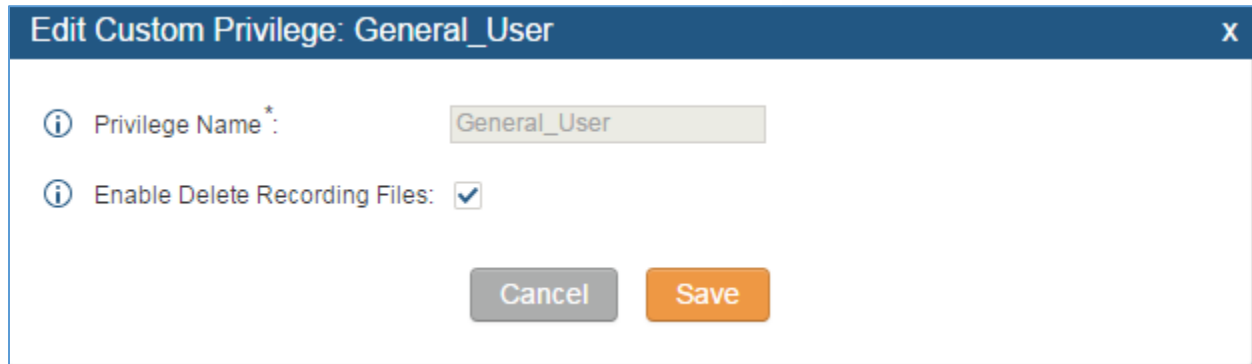 Edit Custom Privilege: General_User x
Privilege Name*: General_User
Enable Delete Recording Files:
Cancel Save